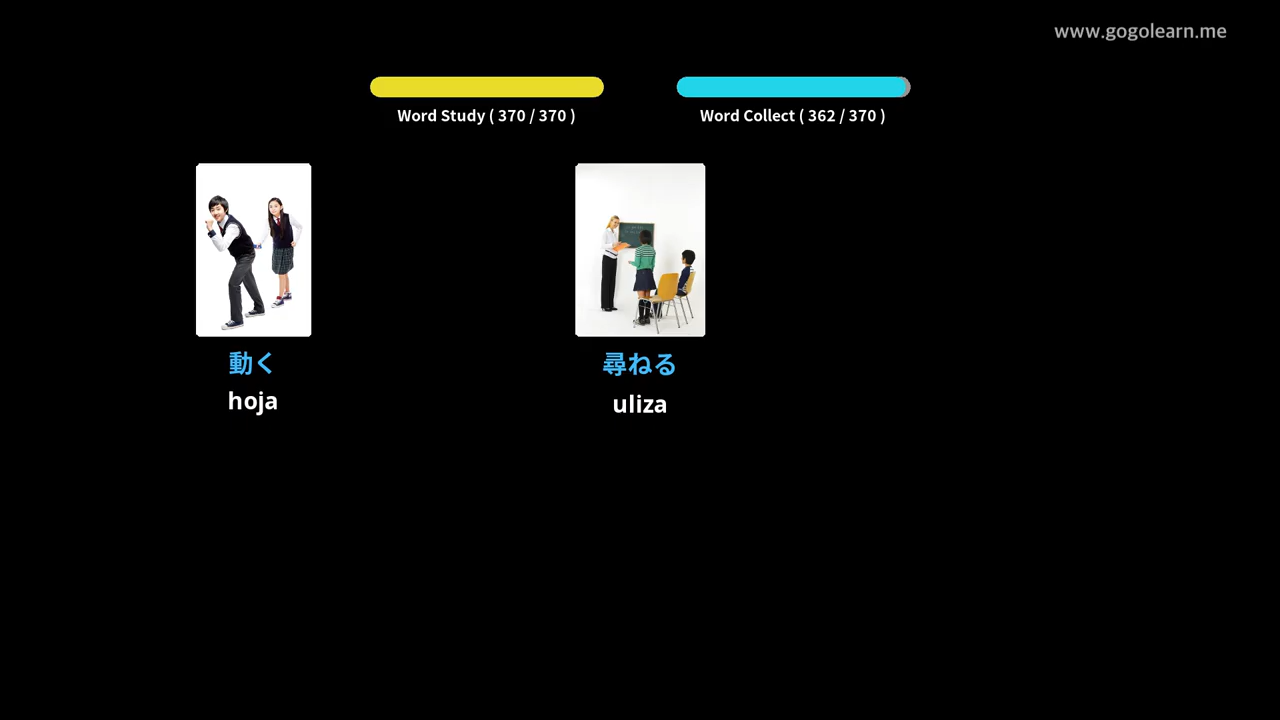 www.gogolearn.me
Word Study ( 370 / 370 )
Word Collect ( 362 / 370 )
動く
hoja
尋ねる
uliza